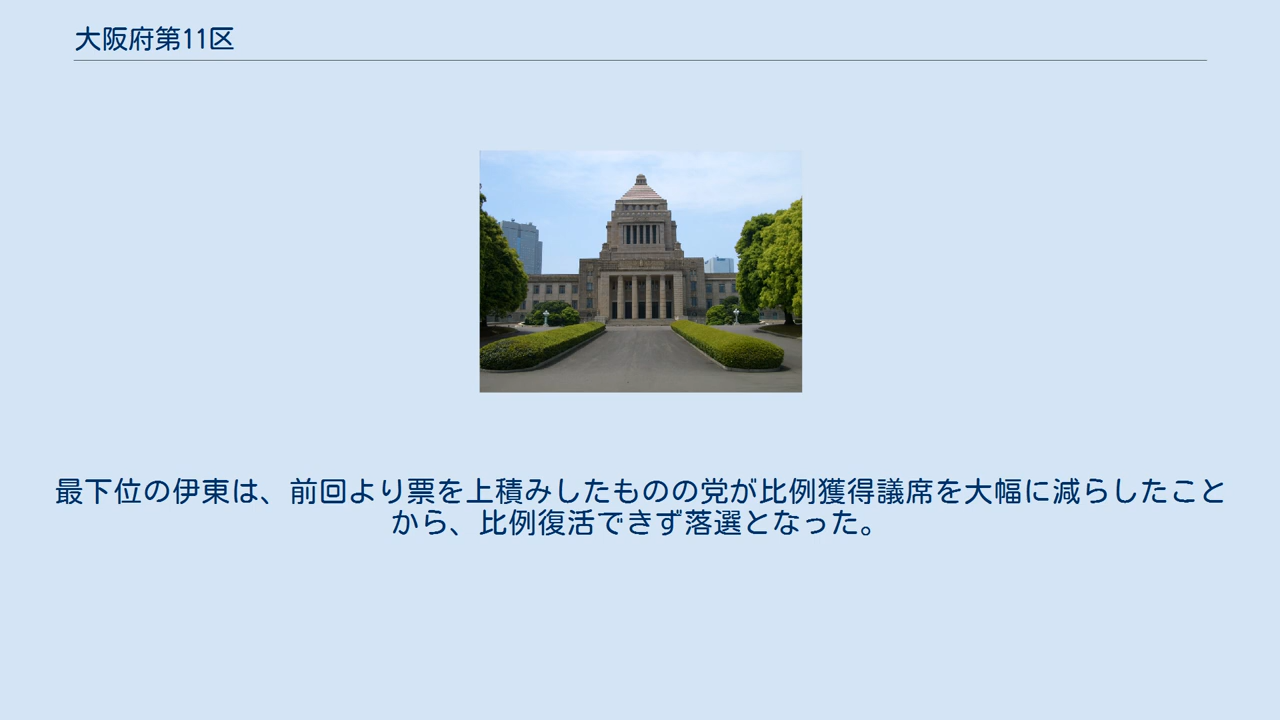 大阪府第11区
最下位の伊東は、前回より票を上積みしたものの党が比例獲得議席を大幅に減らしたこと
から、比例復活できず落選となった。